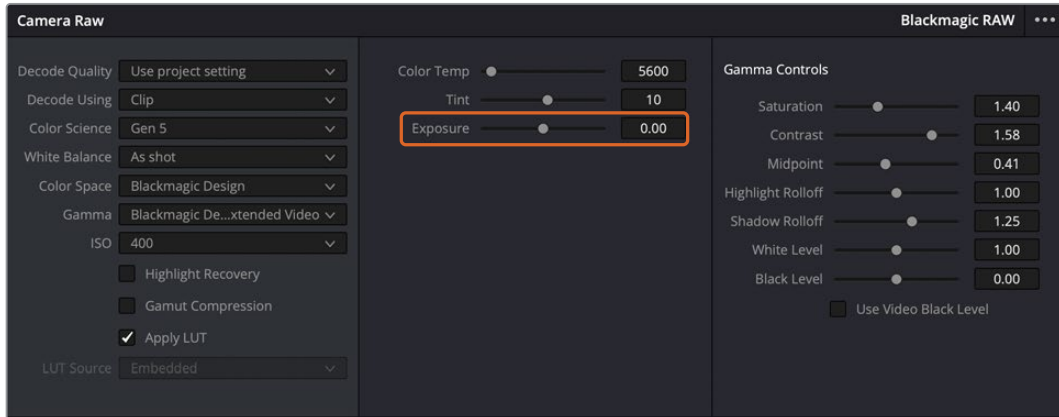 Camera Raw
Blackmagic RAW
Decode Quality Use project setting
Decode Using Clip
Color Science Gen 5
White Balance As shot
Color Space Blackmagic Design
Gamma Blackmagic De...xtended Video
ISO 400
Highlight Recovery
Gamut Compression
Apply LUT
LUT Source Embedded
Color Temp 5600
Tint 10
Exposure 0.00
Gamma Controls
Saturation 1.40
Contrast 1.58
Midpoint 0.41
Highlight Rolloff 1.00
Shadow Rolloff 1.25
White Level 1.00
Black Level 0.00
Use Video Black Level